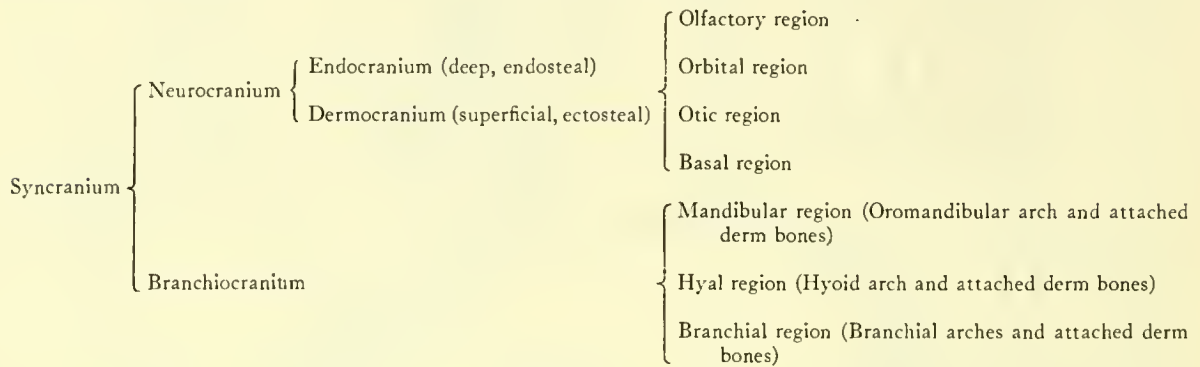 Olfactory region
Endocranium (deep, endosteal)
Orbital region
Neurocranium
Dermocranium (superficial, ectosteal)
Otic region
Basal region
Syncranium
Mandibular region (Oromandibular arch and attached
derm bones)
Branchiocranium
Hyal region (Hyoid arch and attached derm bones)
Branchial region (Branchial arches and attached derm
bones)